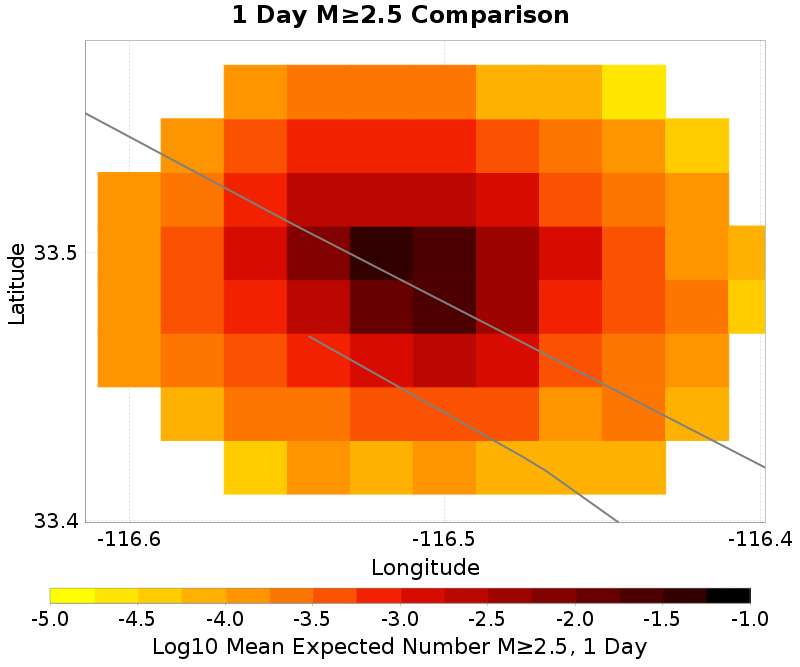 1 Day M≥2.5 Comparison
Latitude
33.5
33.4
-116.6 -116.5 -116.4
Longitude
-5.0 -4.5 -4.0 -3.5 -3.0 -2.5 -2.0 -1.5 -1.0
Log10 Mean Expected Number M≥2.5, 1 Day